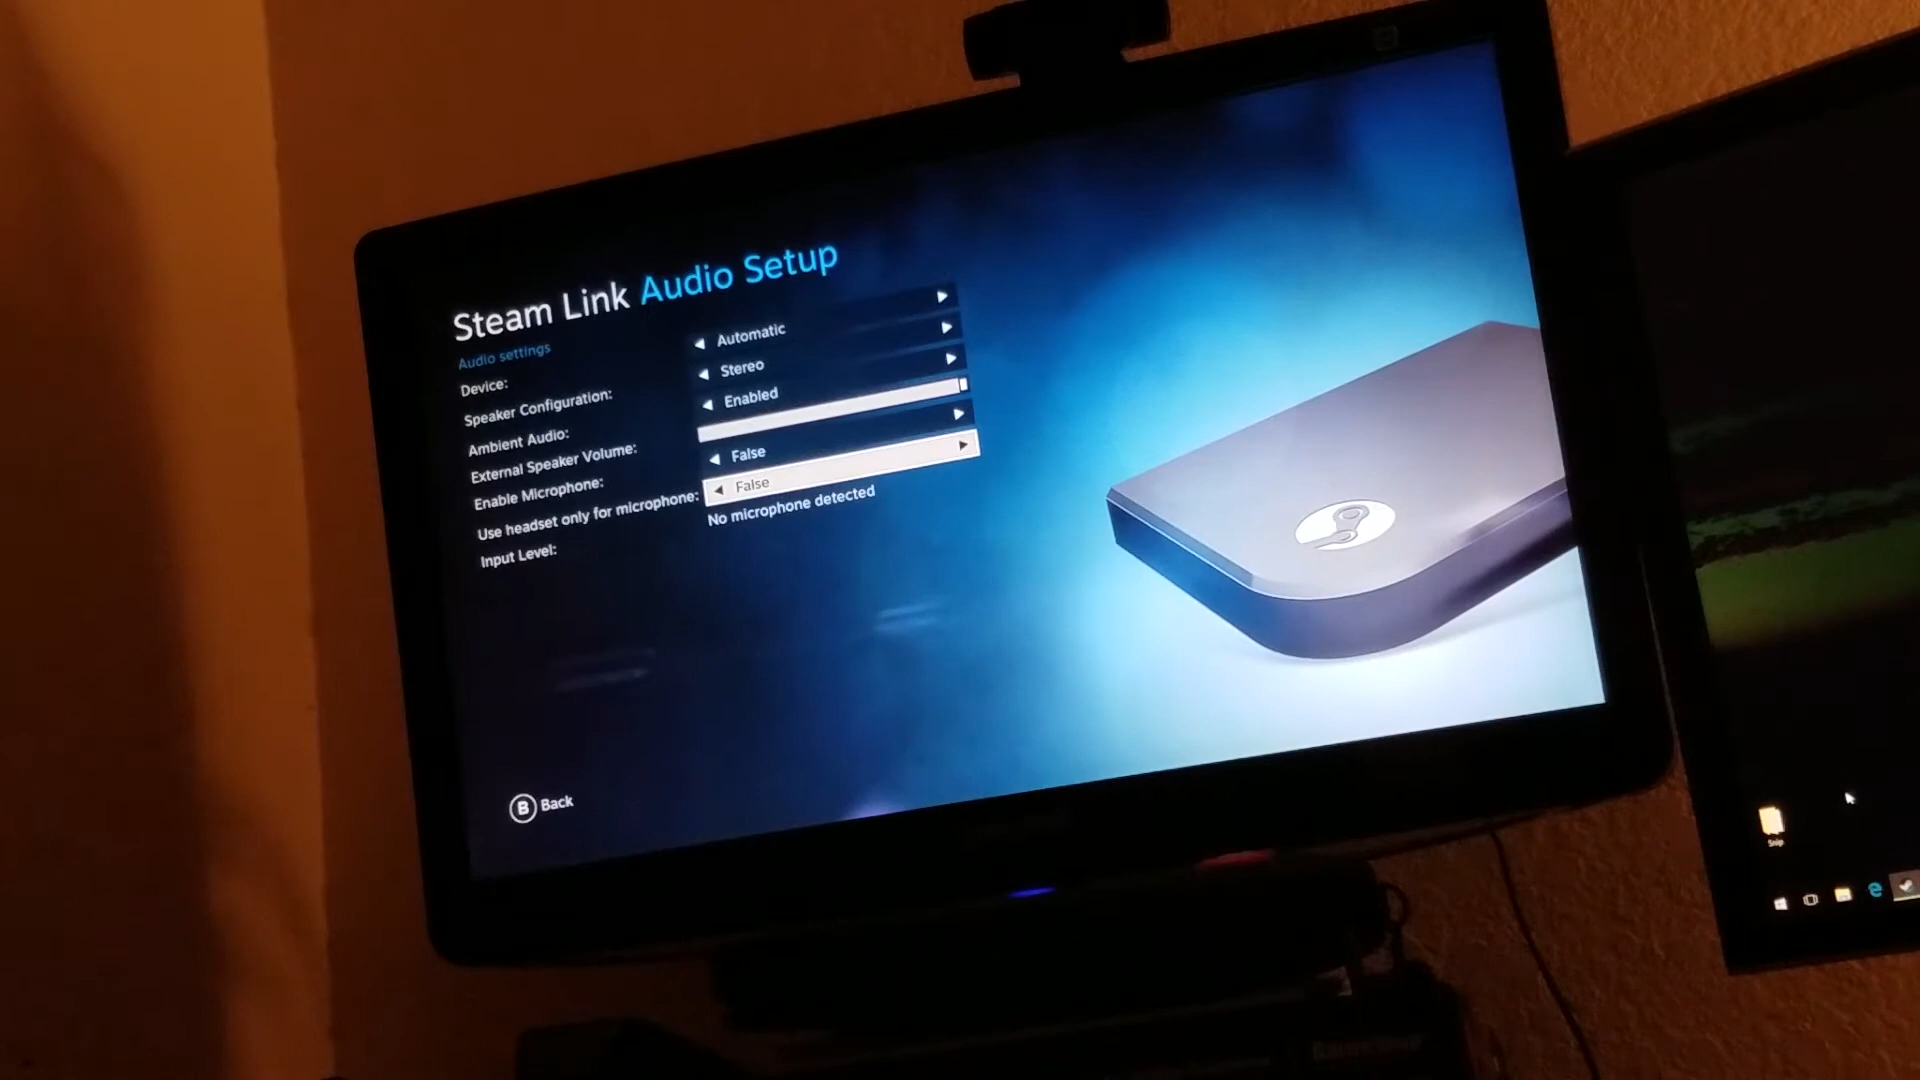 Steam Link Audio Setup
Audio settings
Device: Automatic
Speaker Configuration: Stereo
Ambient Audio: Enabled
External Speaker Volume:
Enable Microphone: False
Use headset only for microphone: False
Input Level: No microphone detected
B Back
Snip